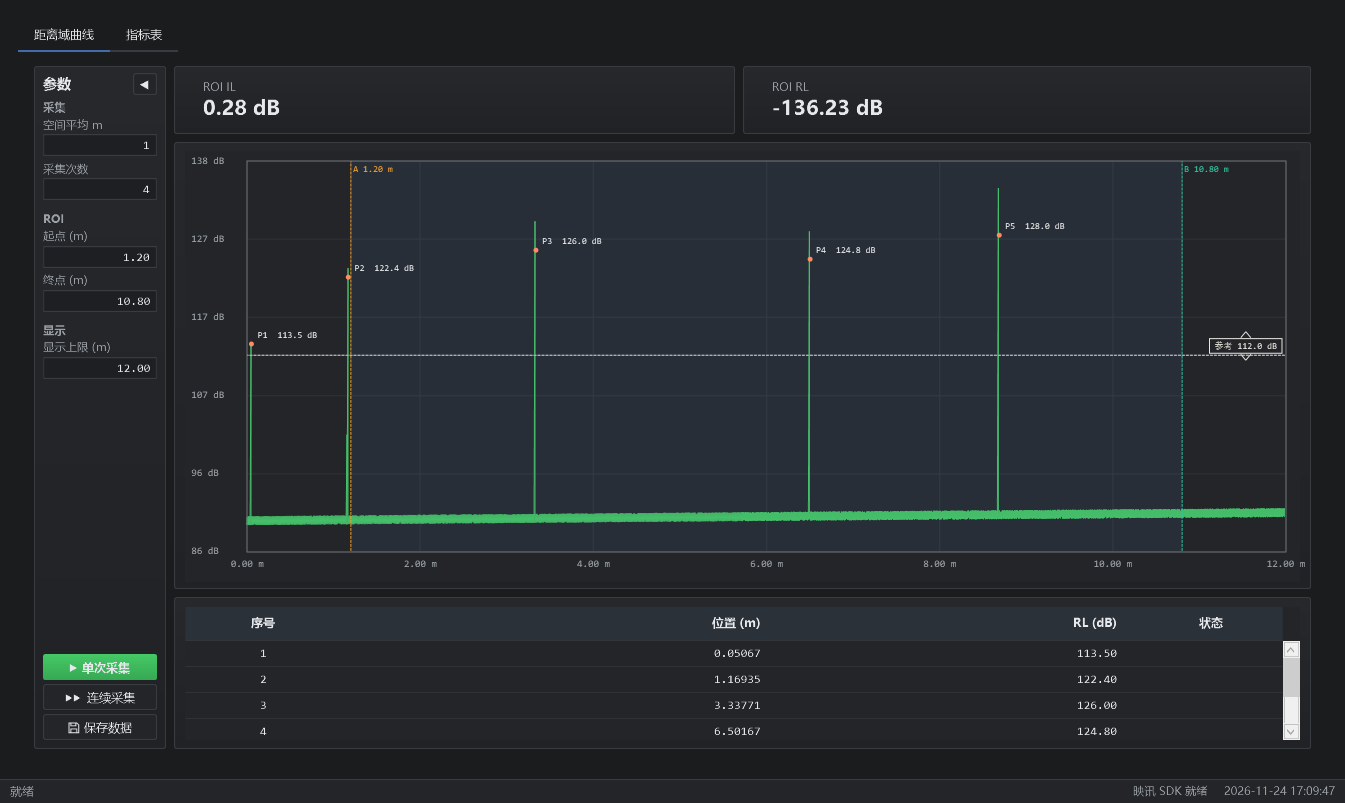 距离域曲线 指标表
参数 ◀
采集
空间平均 m
1
采集次数
4
ROI
起点 (m)
1.20
终点 (m)
10.80
显示
显示上限 (m)
12.00
▶ 单次采集
▶▶ 连续采集
保存数据
ROI IL
0.28 dB
ROI RL
-136.23 dB
138 dB
127 dB
117 dB
107 dB
96 dB
86 dB
A 1.20 m
B 10.80 m
P1 113.5 dB
P2 122.4 dB
P3 126.0 dB
P4 124.8 dB
P5 128.0 dB
参考 112.0 dB
0.00 m 2.00 m 4.00 m 6.00 m 8.00 m 10.00 m 12.00 m
序号 位置 (m) RL (dB) 状态
1 0.05067 113.50
2 1.16935 122.40
3 3.33771 126.00
4 6.50167 124.80
就绪 映讯 SDK 就绪 2026-11-24 17:09:47